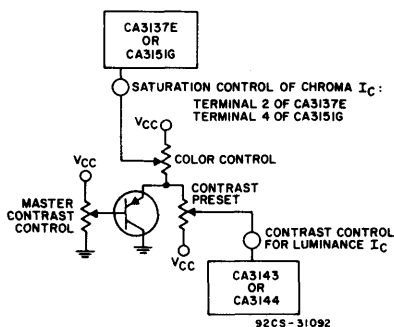 CA3137E
OR
CA3151G
SATURATION CONTROL OF CHROMA IC:
TERMINAL 2 OF CA3137E
TERMINAL 4 OF CA3151G
VCC
COLOR CONTROL
VCC
CONTRAST
PRESET
MASTER
CONTRAST
CONTROL
CONTRAST CONTROL
FOR LUMINANCE IC
VCC
CA3143
OR
CA3144
92CS-31092